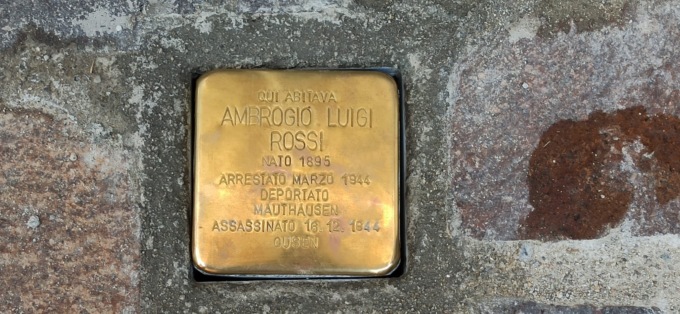 QUI ABITAVA
AMBROGIO LUIGI
ROSSI
NATO 1895
ARRESTATO MARZO 1944
DEPORTATO
MAUTHAUSEN
ASSASSINATO 16.12.1944
GUSEN